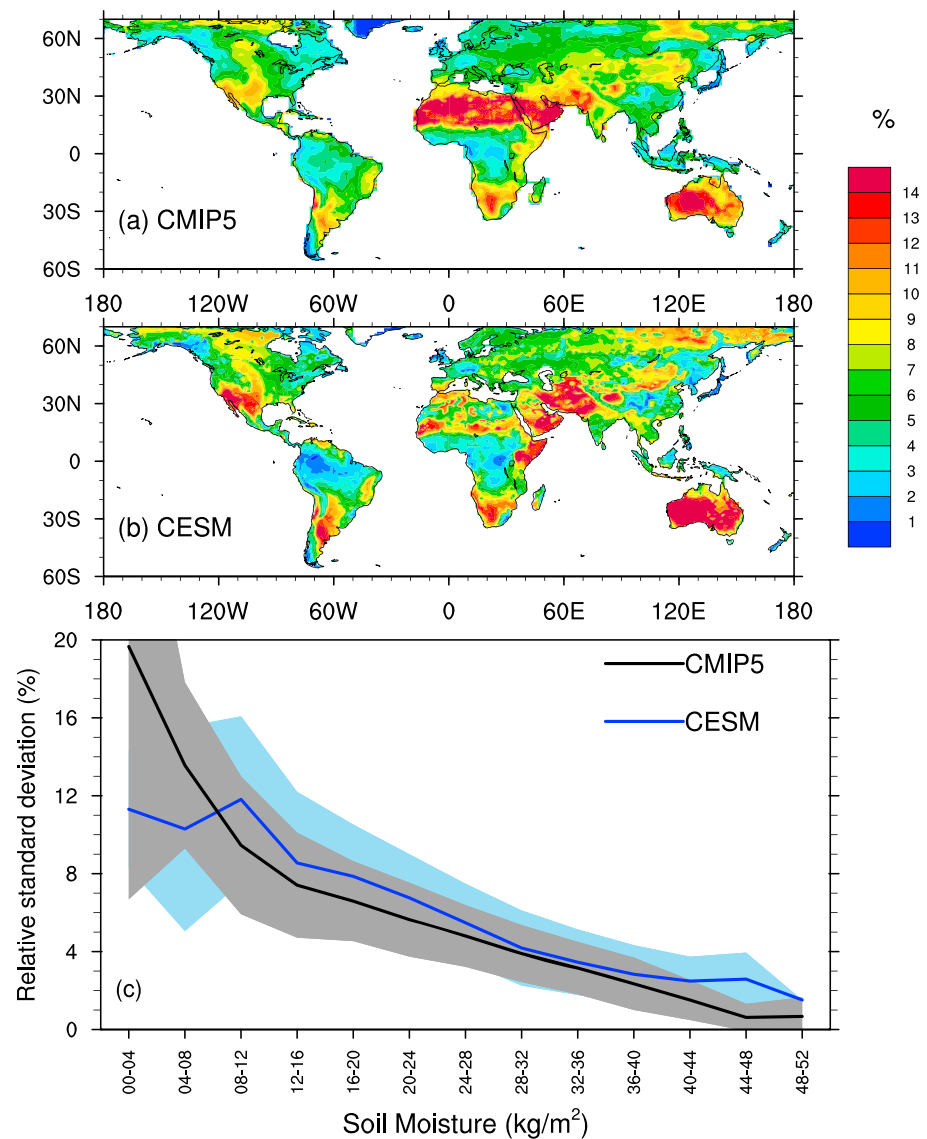 60N
30N
0
30S
60S
(a) CMIP5
180 120W 60W 0 60E 120E 180
60N
30N
0
30S
60S
(b) CESM
180 120W 60W 0 60E 120E 180
%
14
13
12
11
10
9
8
7
6
5
4
3
2
1
Relative standard deviation (%)
20
16
12
8
4
0
CMIP5
CESM
(c)
00-04 04-08 08-12 12-16 16-20 20-24 24-28 28-32 32-36 36-40 40-44 44-48 48-52
Soil Moisture (kg/m²)